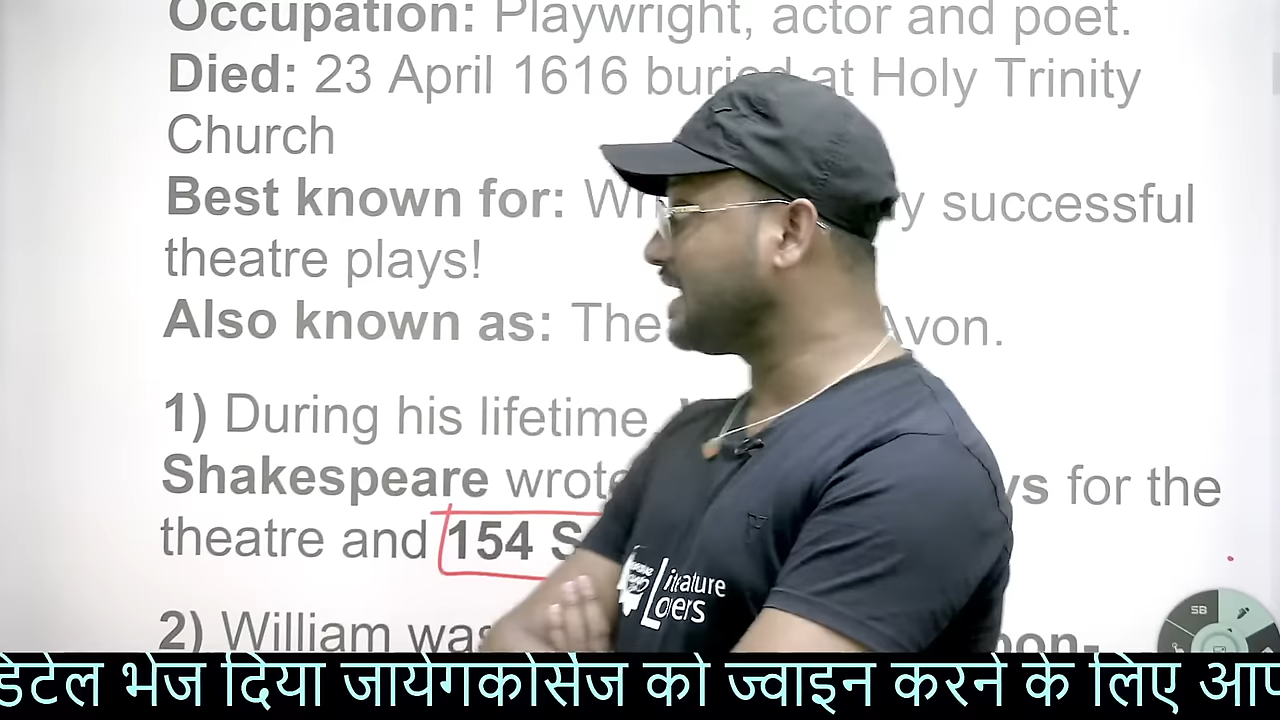 Occupation: Playwright, actor and poet.
Died: 23 April 1616 buried at Holy Trinity
Church
Best known for: successful
theatre plays!
Also known as: The Avon.
1) During his lifetime
Shakespeare wrote for the
theatre and 154
2) William was
Literature
Lovers
SB
डिटेल भेज दिया जायेगकोर्सेज को ज्वाइन करने के लिए आप